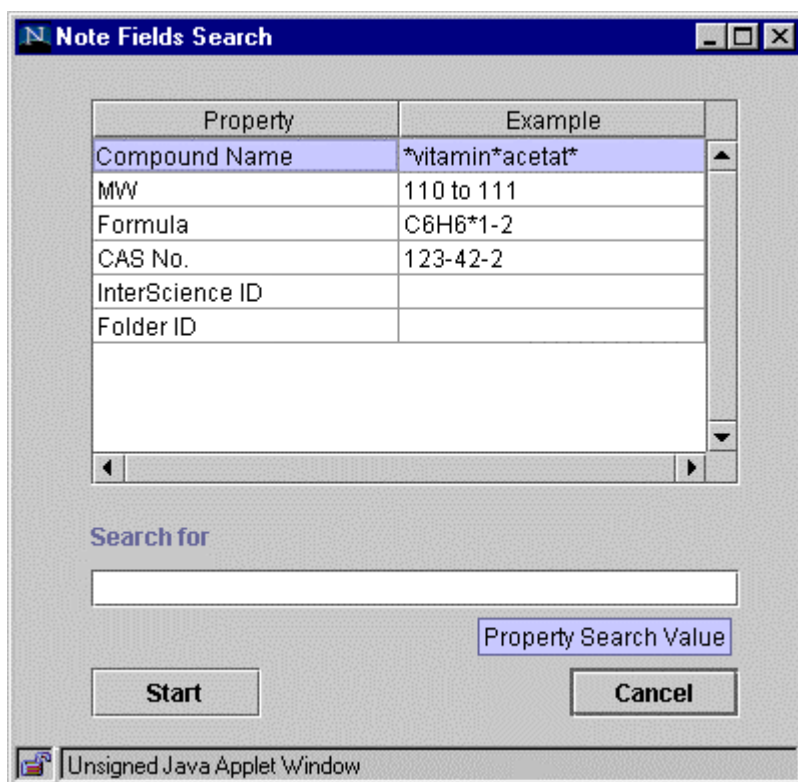 N Note Fields Search
Property Example
Compound Name *vitamin*acetat*
MW 110 to 111
Formula C6H6*1-2
CAS No. 123-42-2
InterScience ID
Folder ID
Search for
Property Search Value
Start Cancel
Unsigned Java Applet Window